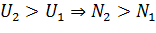 U₂ > U₁ ⇒ N₂ > N₁